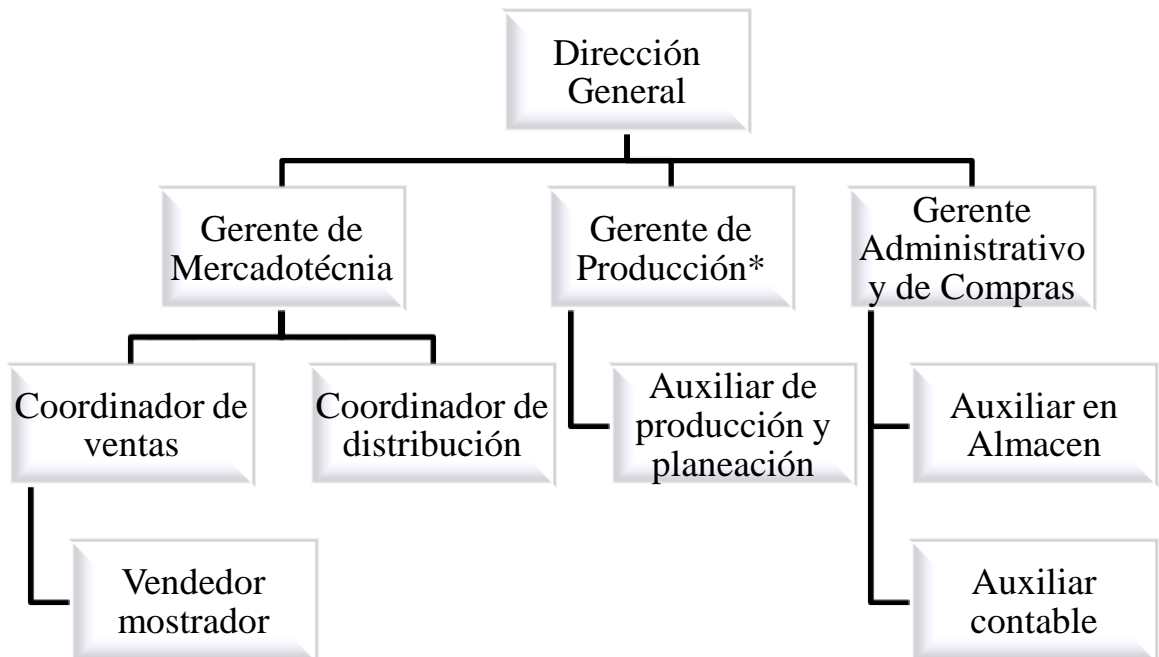 Dirección
General
Gerente de
Mercadotécnia
Gerente de
Producción*
Gerente
Administrativo
y de Compras
Coordinador de
ventas
Coordinador de
distribución
Auxiliar de
producción y
planeación
Auxiliar en
Almacen
Vendedor
mostrador
Auxiliar
contable